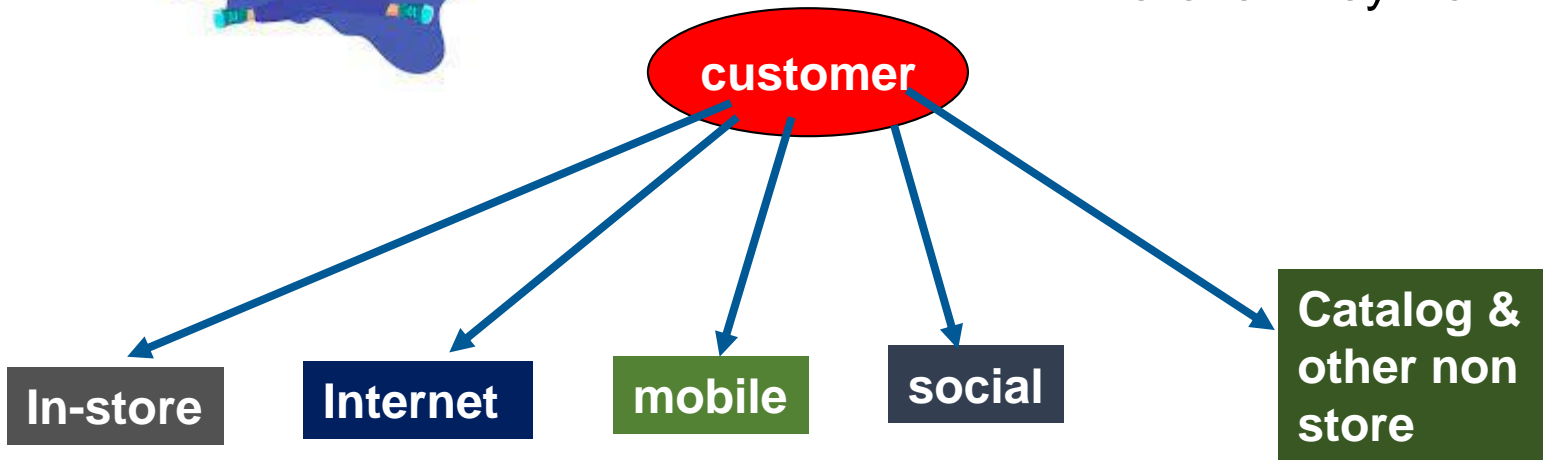 customer
In-store
Internet
mobile
social
Catalog &
other non
store